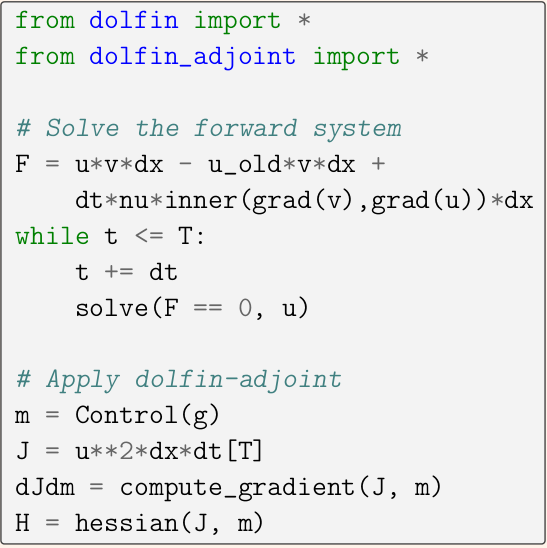 from dolfin import *
from dolfin_adjoint import *
# Solve the forward system
F = u*v*dx - u_old*v*dx +
    dt*nu*inner(grad(v),grad(u))*dx
while t <= T:
    t += dt
    solve(F == 0, u)
# Apply dolfin-adjoint
m = Control(g)
J = u**2*dx*dt[T]
dJdm = compute_gradient(J, m)
H = hessian(J, m)